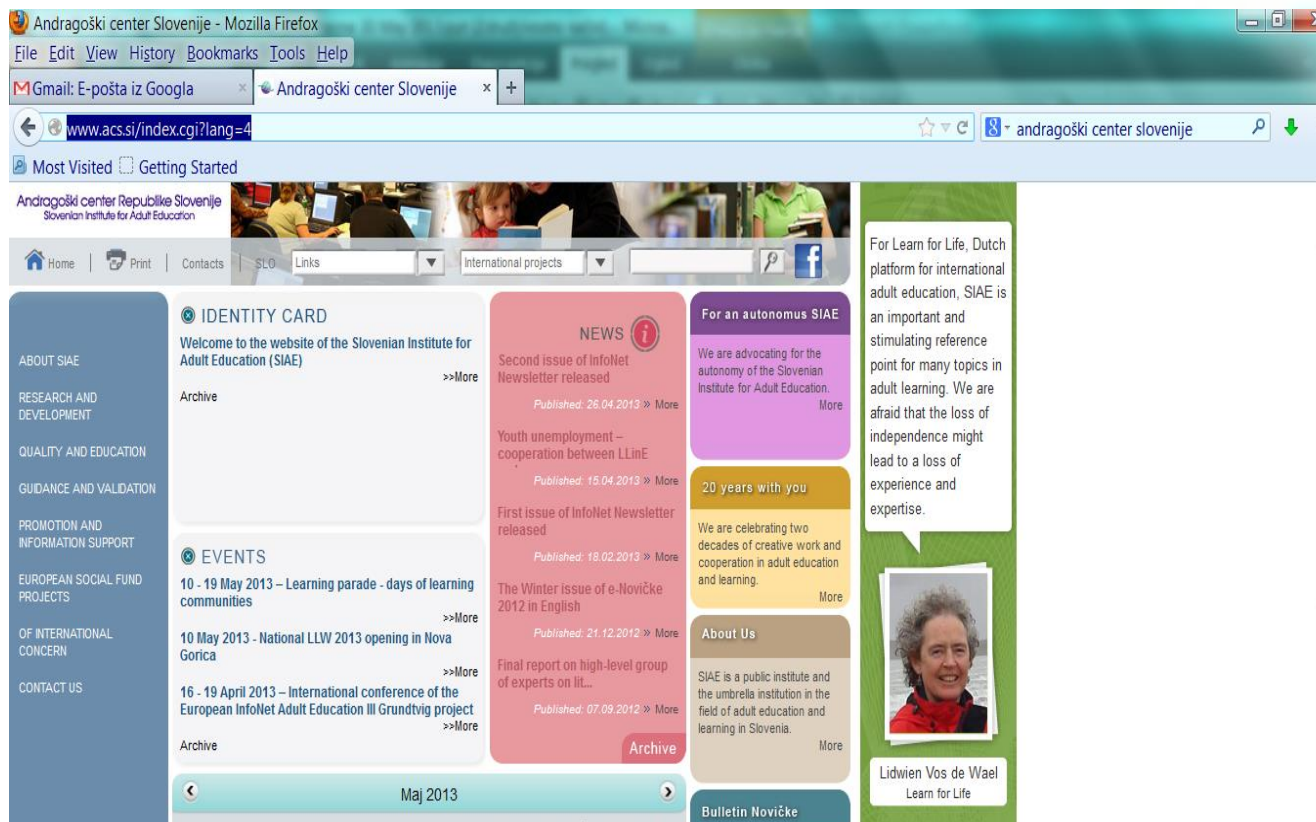 Andragoški center Slovenije - Mozilla Firefox
File Edit View History Bookmarks Tools Help
Gmail: E-pošta iz Googla
Andragoški center Slovenije
www.acs.si/index.cgi?lang=4
andragoški center slovenije
Most Visited
Getting Started
Andragoški center Republike Slovenije
Slovenian Institute for Adult Education
Home | Print | Contacts | SLO
Links
International projects
ABOUT SIAE
RESEARCH AND
DEVELOPMENT
QUALITY AND EDUCATION
GUIDANCE AND VALIDATION
PROMOTION AND
INFORMATION SUPPORT
EUROPEAN SOCIAL FUND
PROJECTS
OF INTERNATIONAL
CONCERN
CONTACT US
IDENTITY CARD
Welcome to the website of the Slovenian Institute for
Adult Education (SIAE)
>>More
Archive
EVENTS
10 - 19 May 2013 – Learning parade - days of learning
communities
>>More
10 May 2013 - National LLW 2013 opening in Nova
Gorica
>>More
16 - 19 April 2013 – International conference of the
European InfoNet Adult Education III Grundtvig project
>>More
Archive
Maj 2013
NEWS
Second issue of InfoNet
Newsletter released
Published: 26.04.2013 » More
Youth unemployment –
cooperation between LLinE
Published: 15.04.2013 » More
First issue of InfoNet Newsletter
released
Published: 18.02.2013 » More
The Winter issue of e-Novičke
2012 in English
Published: 21.12.2012 » More
Final report on high-level group
of experts on lit...
Published: 07.09.2012 » More
Archive
For an autonomus SIAE
We are advocating for the
autonomy of the Slovenian
Institute for Adult Education.
More
20 years with you
We are celebrating two
decades of creative work and
cooperation in adult education
and learning.
More
About Us
SIAE is a public institute and
the umbrella institution in the
field of adult education and
learning in Slovenia.
More
Bulletin Novičke
For Learn for Life, Dutch
platform for international
adult education, SIAE is
an important and
stimulating reference
point for many topics in
adult learning. We are
afraid that the loss of
independence might
lead to a loss of
experience and
expertise.
Lidwien Vos de Wael
Learn for Life